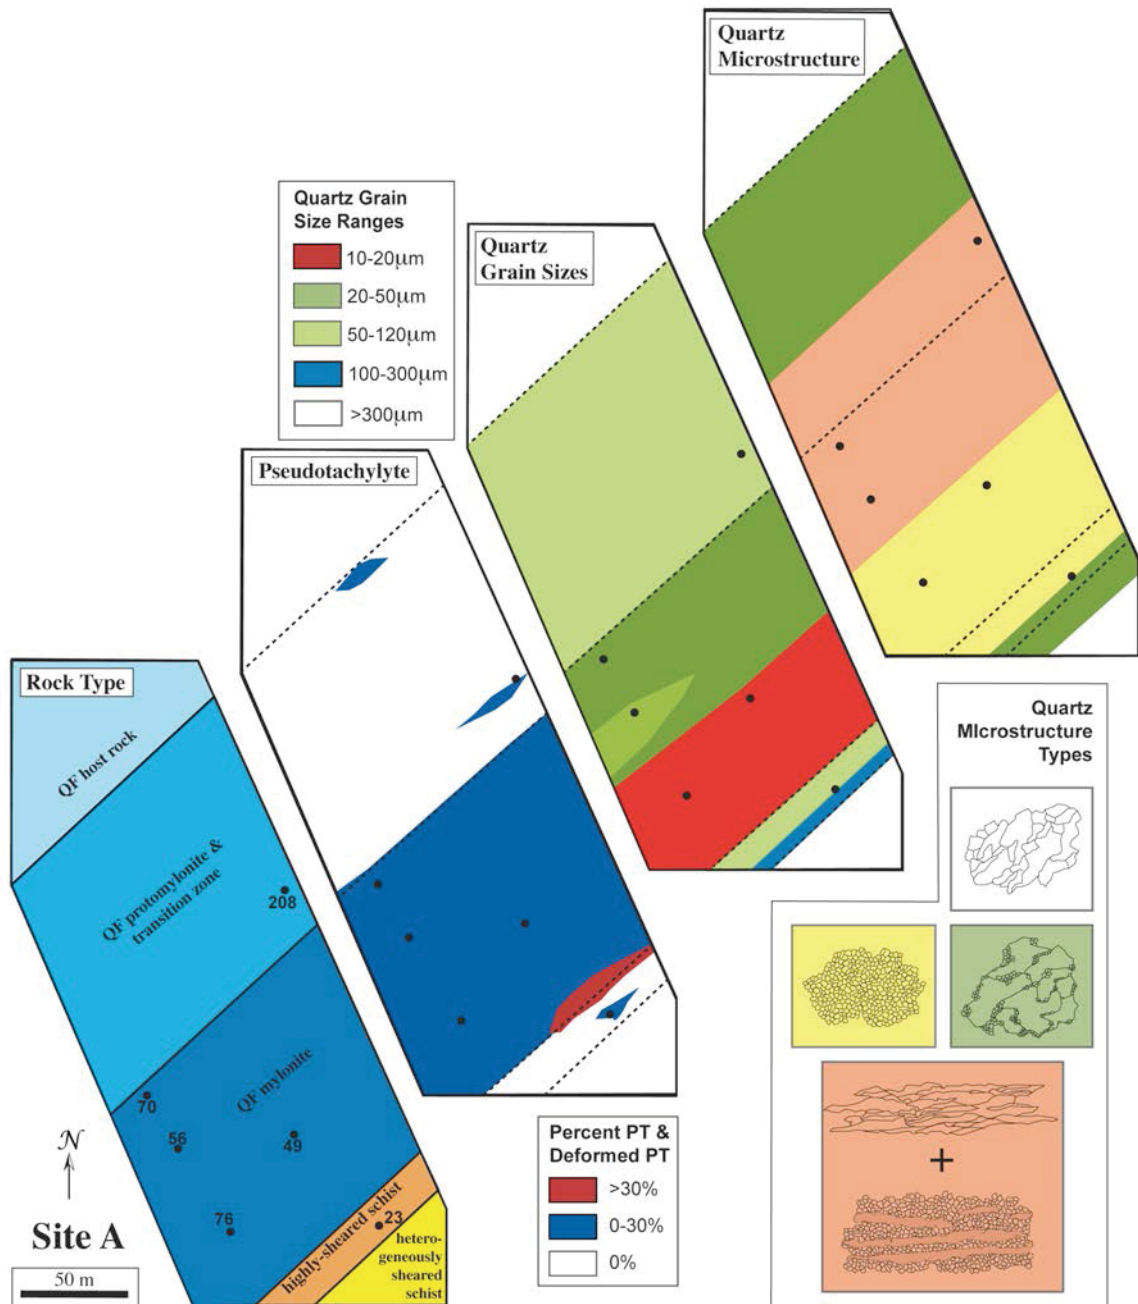 Quartz
Microstructure
Quartz Grain
Size Ranges
10-20μm
20-50μm
50-120μm
100-300μm
>300μm
Quartz
Grain Sizes
Pseudotachylyte
Rock Type
QF host rock
QF protomylonite &
transition zone
208
QF mylonite
70
56
49
76
23
highly-sheared schist
hetero-
geneously
sheared
schist
N
Site A
50 m
Percent PT &
Deformed PT
>30%
0-30%
0%
Quartz
MIcrostructure
Types
+